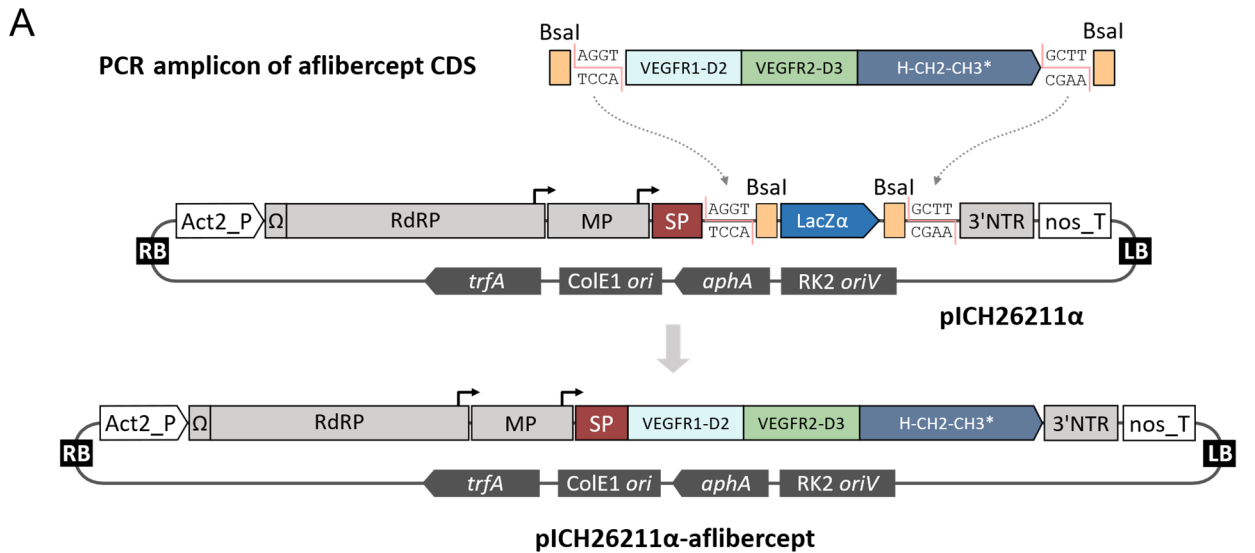 A
BsaI BsaI
PCR amplicon of aflibercept CDS
AGGT VEGFR1-D2 VEGFR2-D3 H-CH2-CH3* GCTT
TCCA CGAA
BsaI BsaI
Act2_P Ω RdRP MP SP AGGT LacZα GCTT 3'NTR nos_T
TCCA CGAA
RB LB
trfA ColE1 ori aphA RK2 oriV
pICH26211α
Act2_P Ω RdRP MP SP VEGFR1-D2 VEGFR2-D3 H-CH2-CH3* 3'NTR nos_T
RB LB
trfA ColE1 ori aphA RK2 oriV
pICH26211α-aflibercept